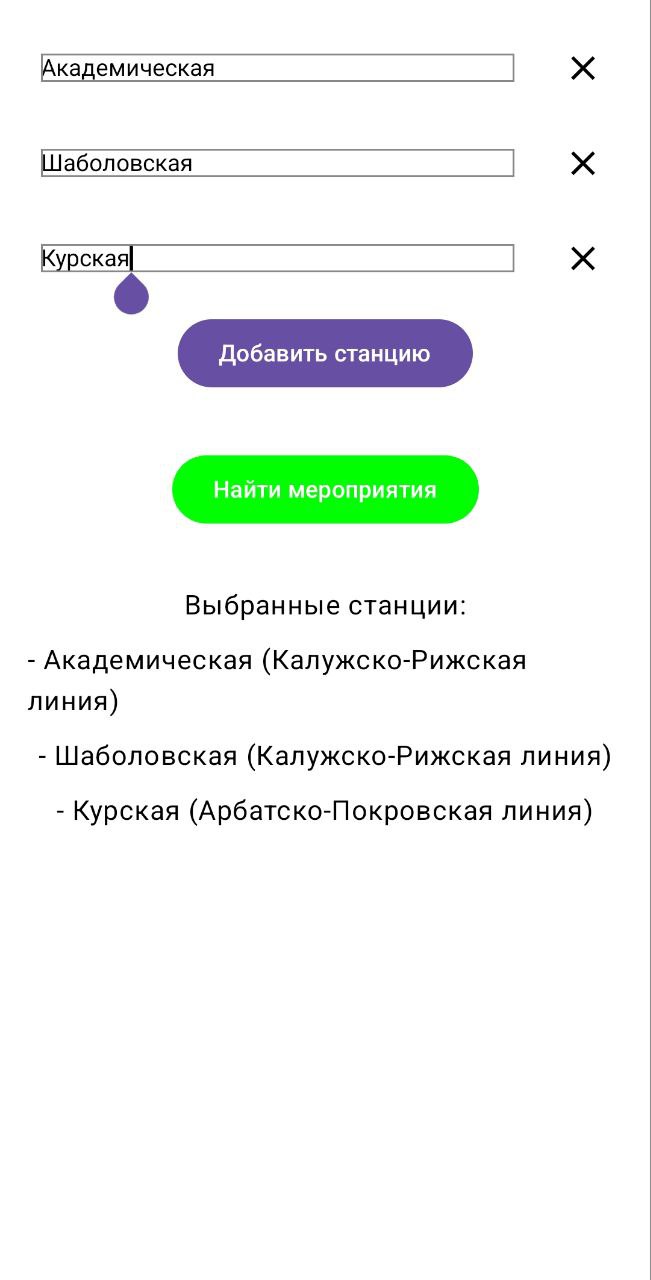 Академическая
Шаболовская
Курская
Добавить станцию
Найти мероприятия
Выбранные станции:
- Академическая (Калужско-Рижская
линия)
- Шаболовская (Калужско-Рижская линия)
- Курская (Арбатско-Покровская линия)